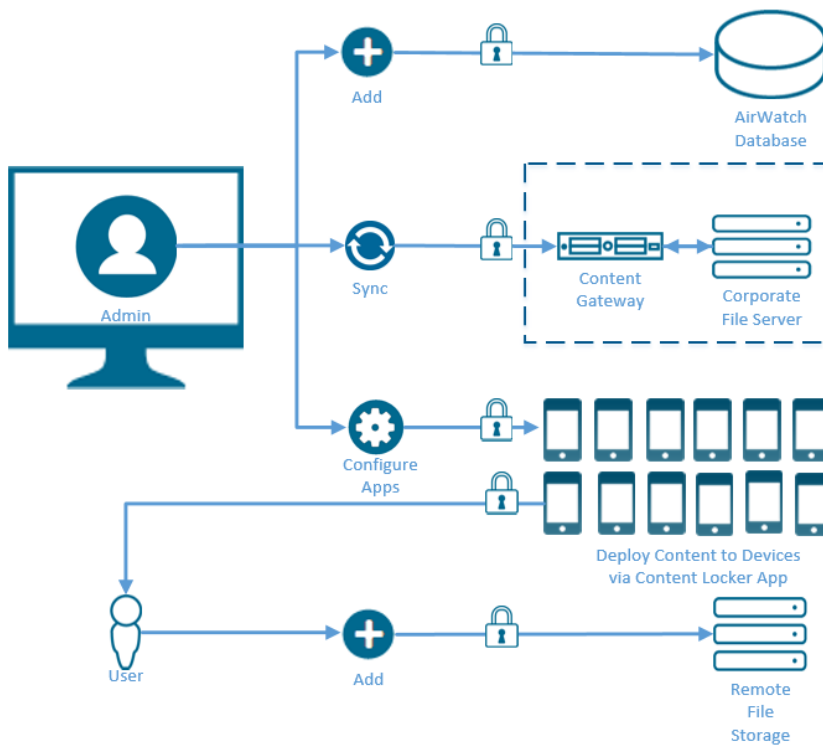 Add
AirWatch
Database
Admin
Sync
Content
Gateway
Corporate
File Server
Configure
Apps
Deploy Content to Devices
via Content Locker App
User
Add
Remote
File
Storage